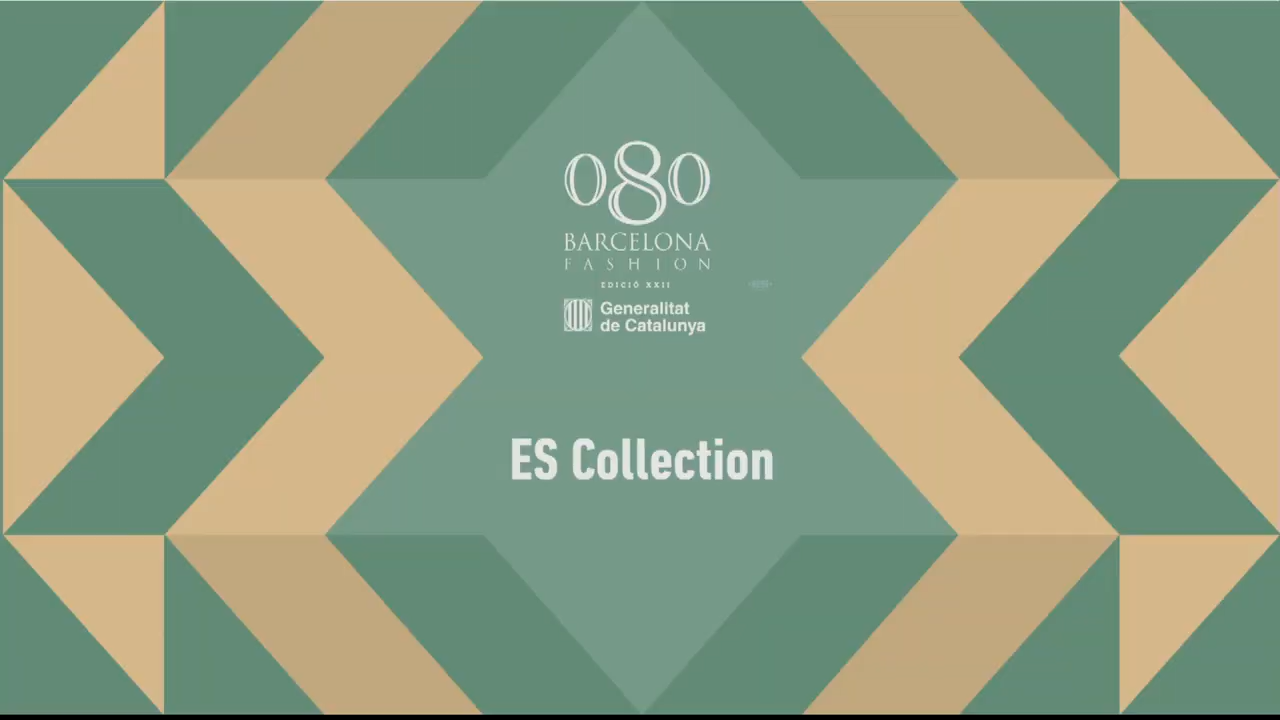 080
BARCELONA
FASHION
EDICIÓ XXII
Generalitat
de Catalunya
ES Collection